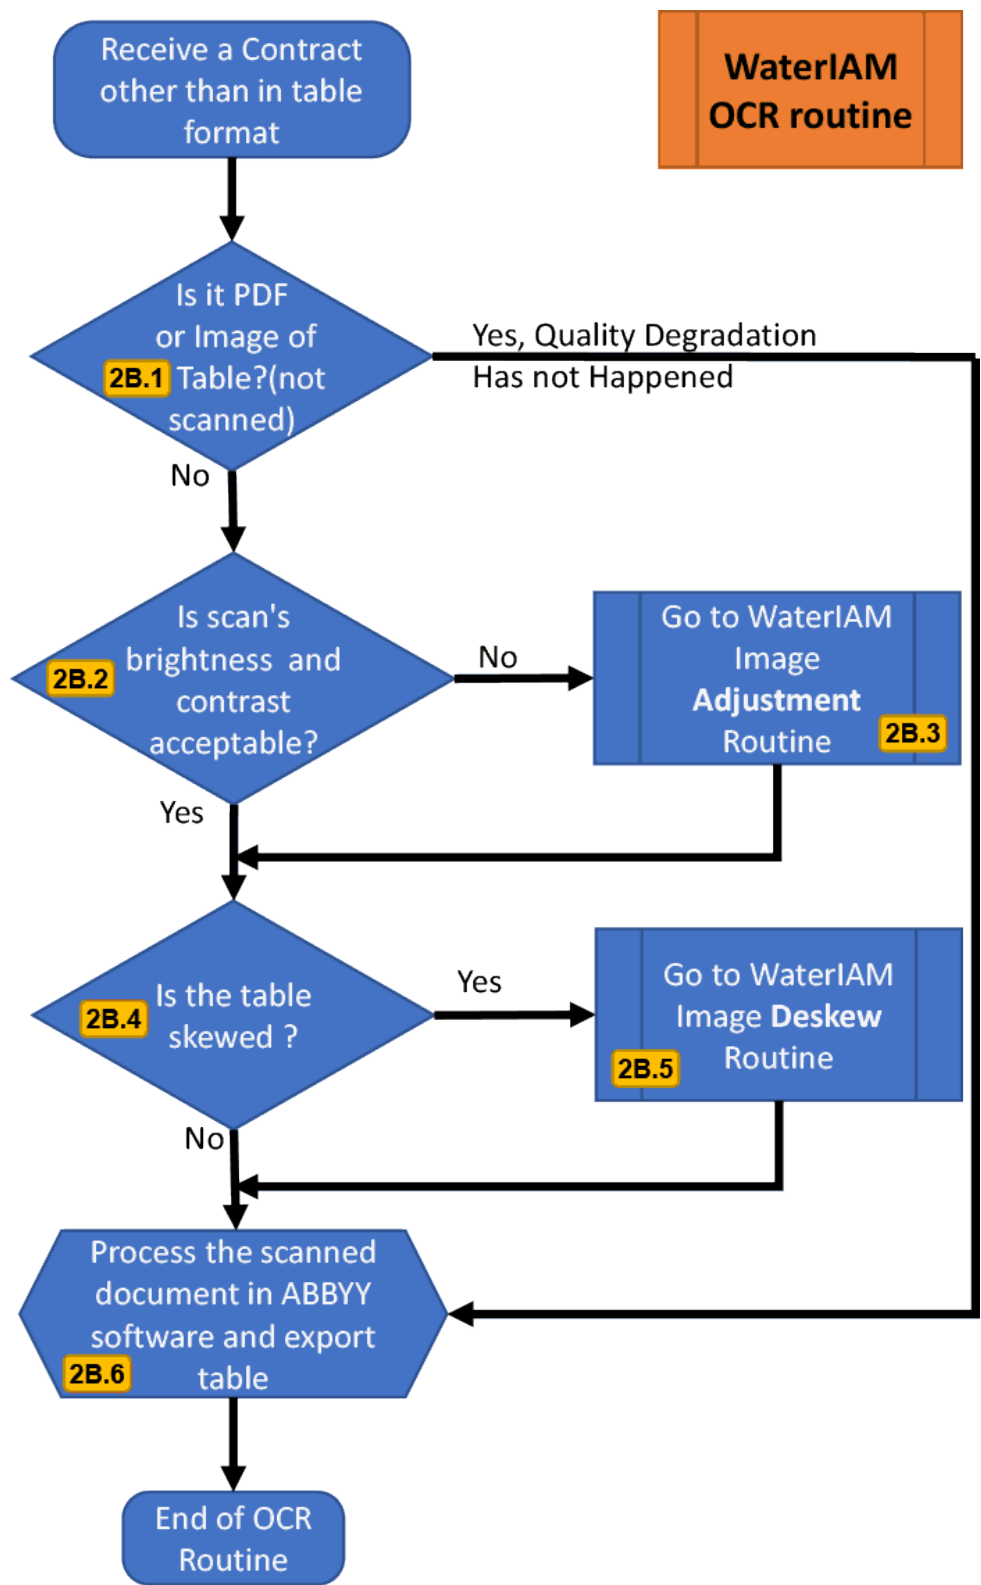 Receive a Contract
other than in table
format
WaterIAM
OCR routine
Is it PDF
or Image of
2B.1 Table?(not
scanned)
Yes, Quality Degradation
Has not Happened
No
Is scan's
brightness and
2B.2
contrast
acceptable?
No
Go to WaterIAM
Image
Adjustment
Routine
2B.3
Yes
Is the table
2B.4
skewed ?
Yes
Go to WaterIAM
Image Deskew
Routine
2B.5
No
Process the scanned
document in ABBYY
software and export
table
2B.6
End of OCR
Routine